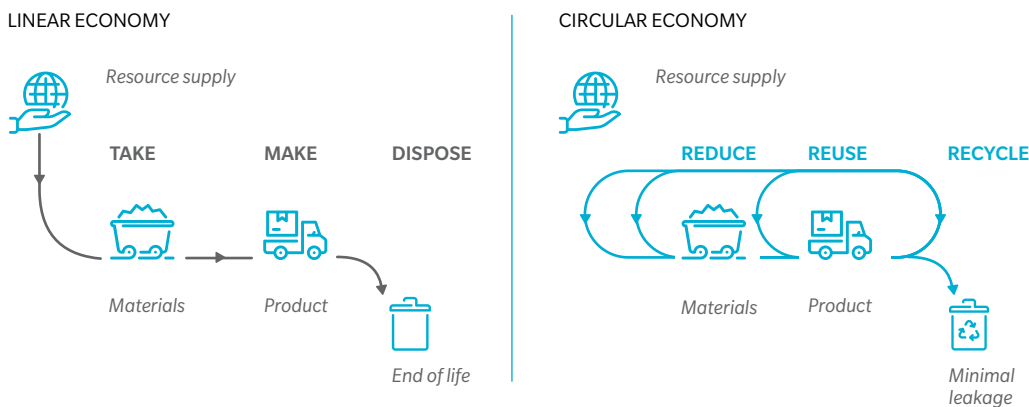 LINEAR ECONOMY
Resource supply
TAKE
MAKE
DISPOSE
Materials
Product
End of life
CIRCULAR ECONOMY
Resource supply
REDUCE
REUSE
RECYCLE
Materials
Product
Minimal
leakage